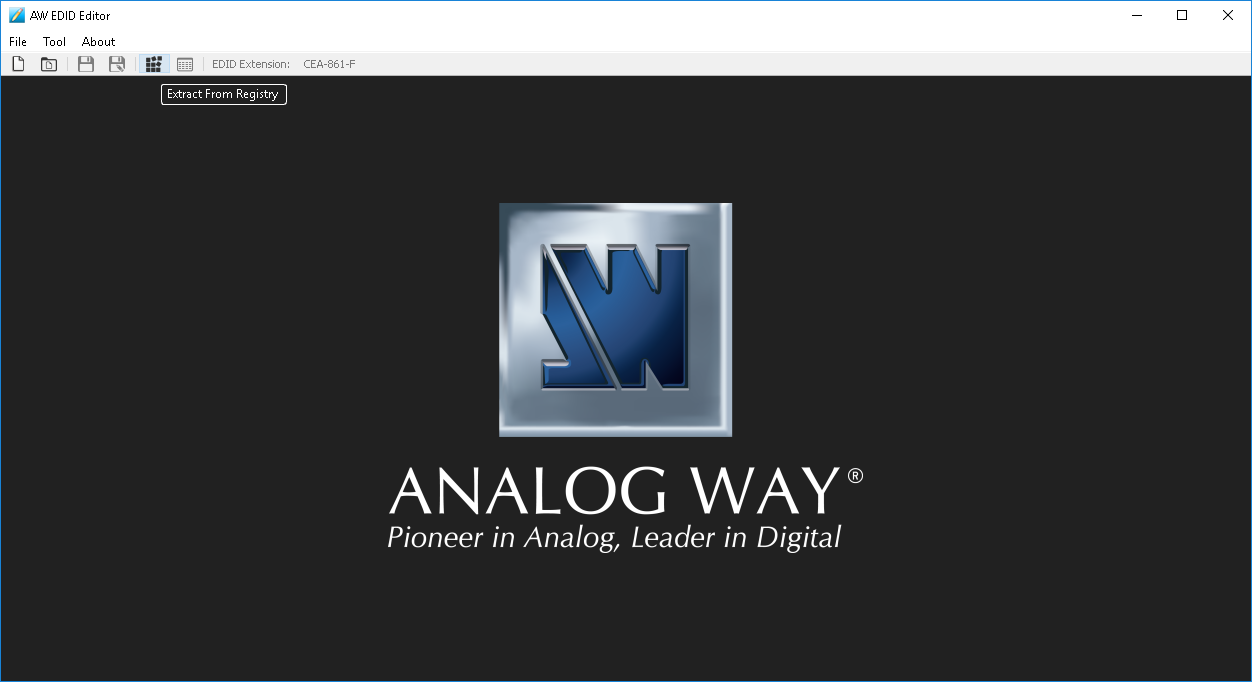 AW EDID Editor
File Tool About
EDID Extension: CEA-861-F
Extract From Registry
ANALOG WAY®
Pioneer in Analog, Leader in Digital